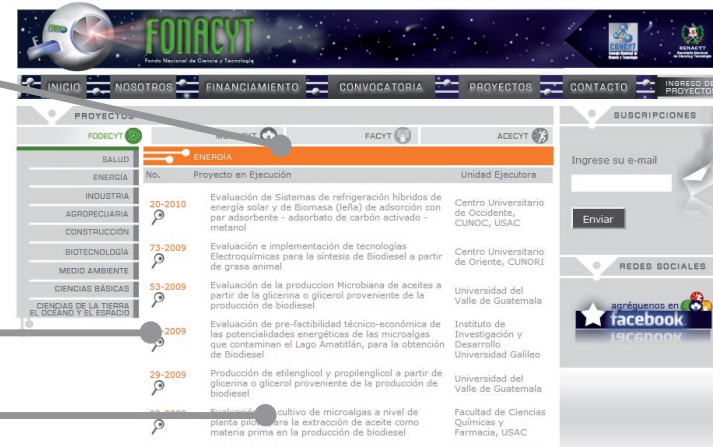 FONACYT
Fondo Nacional de Ciencia y Tecnología
CONCYT
SENACYT
INICIO
NOSOTROS
FINANCIAMIENTO
CONVOCATORIA
PROYECTOS
CONTACTO
INGRESO DE
PROYECTOS
PROYECTOS
FODECYT
FACYT
ACECYT
SALUD
ENERGÍA
INDUSTRIA
AGROPECUARIA
CONSTRUCCIÓN
BIOTECNOLOGÍA
MEDIO AMBIENTE
CIENCIAS BÁSICAS
CIENCIAS DE LA TIERRA
EL OCEANO Y EL ESPACIO
ENERGÍA
No. Proyecto en Ejecución Unidad Ejecutora
20-2010
Evaluación de Sistemas de refrigeración híbridos de
energía solar y de Biomasa (leña) de adsorción con
par adsorbente - adsorbato de carbón activado -
metanol
Centro Universitario
de Occidente,
CUNOC, USAC
73-2009
Evaluación e implementación de tecnologías
Electroquímicas para la síntesis de Biodiesel a partir
de grasa animal
Centro Universitario
de Oriente, CUNORI
53-2009
Evaluación de la produccion Microbiana de aceites a
partir de la glicerina o glicerol proveniente de la
producción de biodiesel
Universidad del
Valle de Guatemala
-2009
Evaluación de pre-factibilidad técnico-económica de
las potencialidades energéticas de las microalgas
que contaminan el Lago Amatitlán, para la obtención
de Biodiesel
Instituto de
Investigación y
Desarrollo
Universidad Galileo
29-2009
Producción de etilenglicol y propilenglicol a partir de
glicerina o glicerol proveniente de la producción de
biodiesel
Universidad del
Valle de Guatemala
Evaluación cultivo de microalgas a nivel de
planta para la extracción de aceite como
materia prima en la producción de biodiesel
Facultad de Ciencias
Químicas y
Farmacia, USAC
SUSCRIPCIONES
Ingrese su e-mail
Enviar
REDES SOCIALES
agréguenos en
facebook